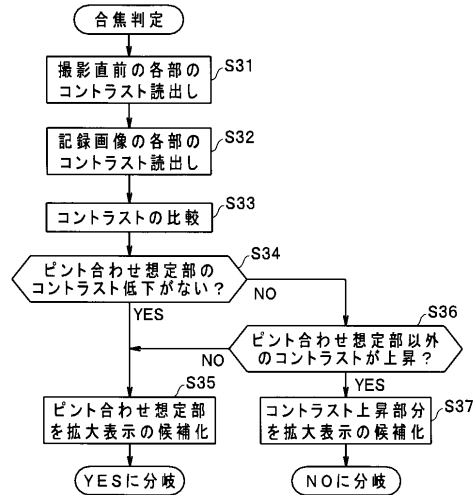 合焦判定
撮影直前の各部の
コントラスト読出し
S31
記録画像の各部の
コントラスト読出し
S32
コントラストの比較
S33
ピント合わせ想定部の
コントラスト低下がない?
S34
NO
YES
ピント合わせ想定部以外
のコントラストが上昇?
S36
NO
YES
ピント合わせ想定部
を拡大表示の候補化
S35
コントラスト上昇部分
を拡大表示の候補化
S37
YESに分岐
NOに分岐